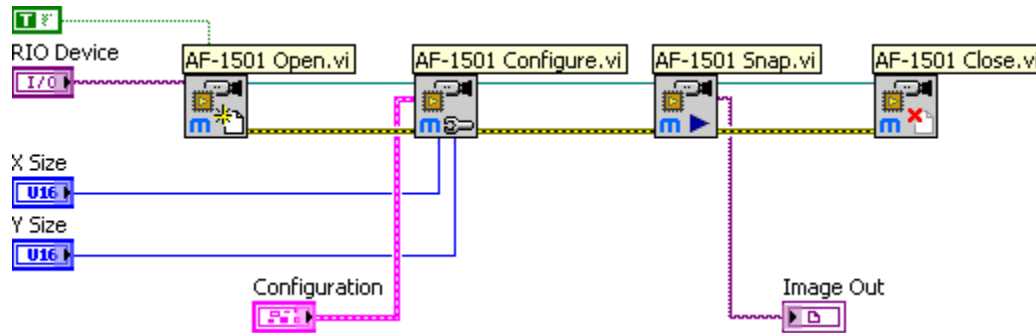 T F
RIO Device
I/O
AF-1501 Open.vi
AF-1501 Configure.vi
AF-1501 Snap.vi
AF-1501 Close.vi
X Size
U16
Y Size
U16
Configuration
Image Out